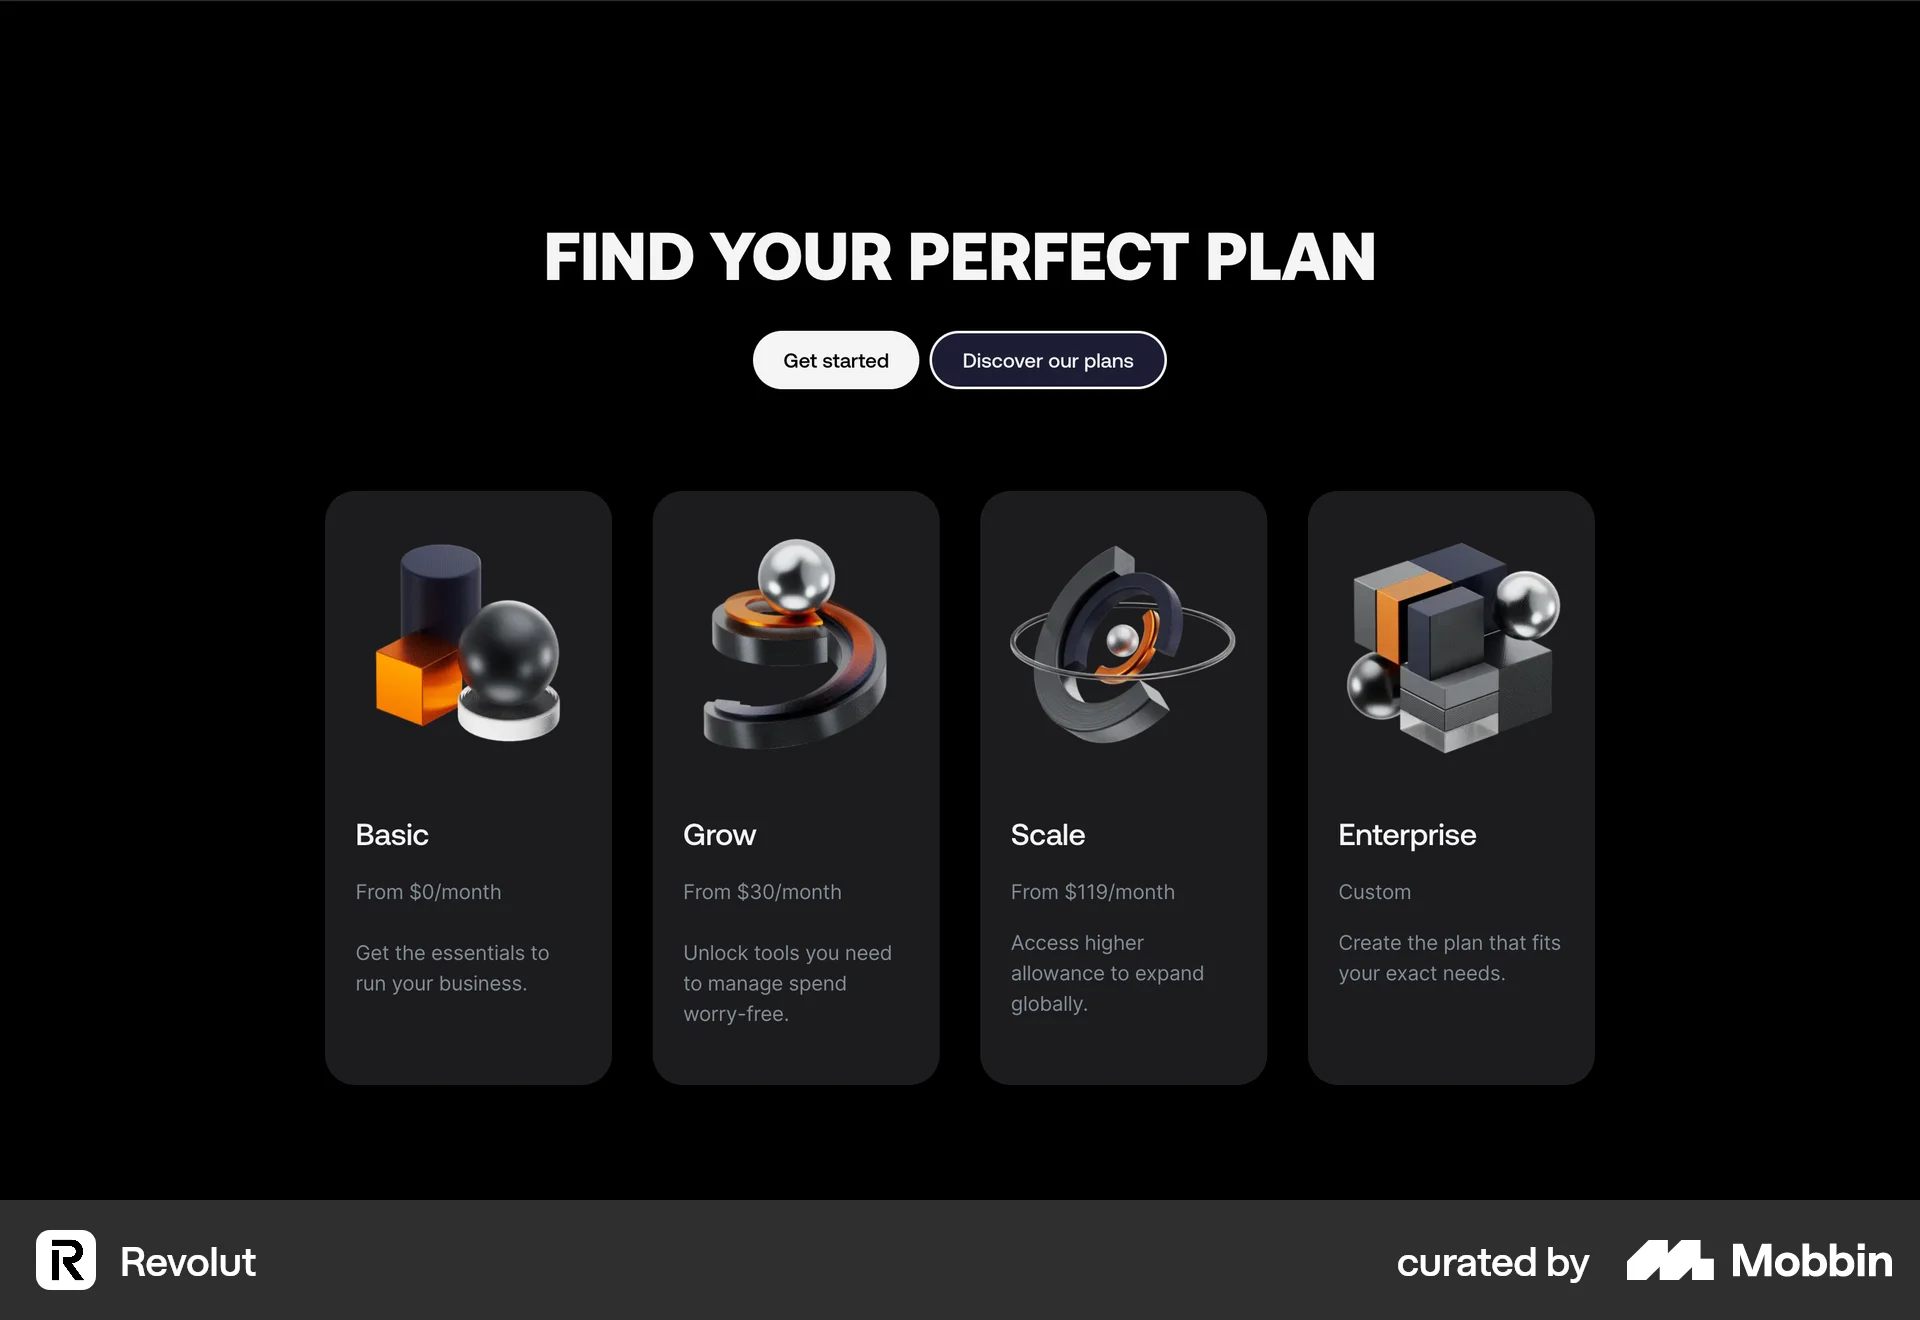 FIND YOUR PERFECT PLAN
Get started
Discover our plans
Basic
From $0/month
Get the essentials to
run your business.
Grow
From $30/month
Unlock tools you need
to manage spend
worry-free.
Scale
From $119/month
Access higher
allowance to expand
globally.
Enterprise
Custom
Create the plan that fits
your exact needs.
R Revolut
curated by Mobbin